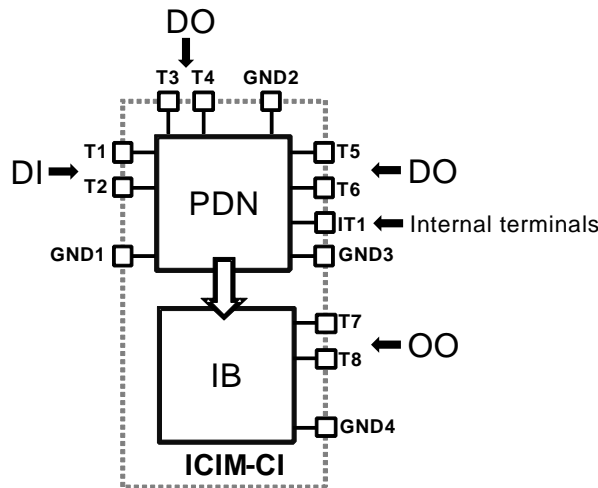 DO
T3 T4 GND2
T1 T5
DI DO
T2 T6
PDN
IT1 Internal terminals
GND1 GND3
T7
OO
T8
IB
GND4
ICIM-CI